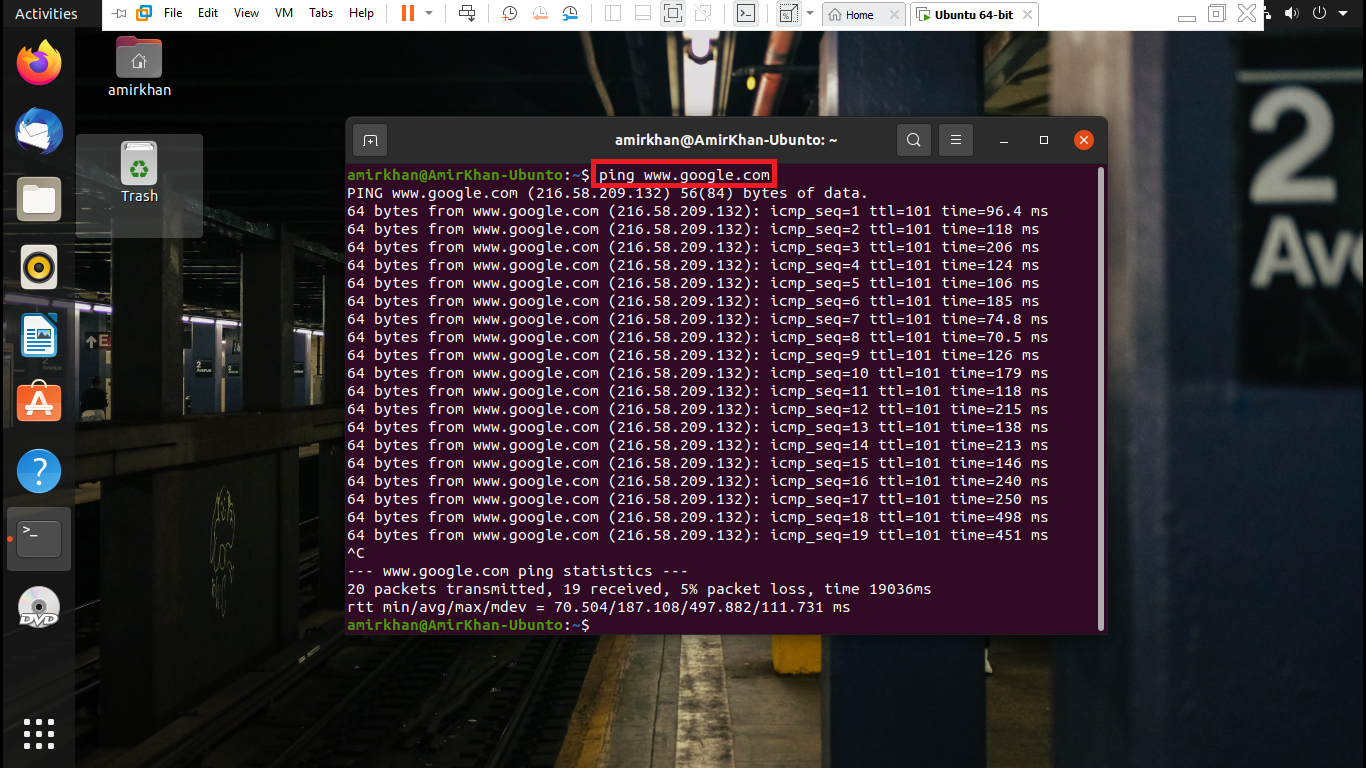 Activities
File Edit View VM Tabs Help
Home
Ubuntu 64-bit
amirkhan
Trash
2
Ave
2
Avenue
amirkhan@AmirKhan-Ubunto: ~
amirkhan@AmirKhan-Ubunto:~$ ping www.google.com
PING www.google.com (216.58.209.132) 56(84) bytes of data.
64 bytes from www.google.com (216.58.209.132): icmp_seq=1 ttl=101 time=96.4 ms
64 bytes from www.google.com (216.58.209.132): icmp_seq=2 ttl=101 time=118 ms
64 bytes from www.google.com (216.58.209.132): icmp_seq=3 ttl=101 time=206 ms
64 bytes from www.google.com (216.58.209.132): icmp_seq=4 ttl=101 time=124 ms
64 bytes from www.google.com (216.58.209.132): icmp_seq=5 ttl=101 time=106 ms
64 bytes from www.google.com (216.58.209.132): icmp_seq=6 ttl=101 time=185 ms
64 bytes from www.google.com (216.58.209.132): icmp_seq=7 ttl=101 time=74.8 ms
64 bytes from www.google.com (216.58.209.132): icmp_seq=8 ttl=101 time=70.5 ms
64 bytes from www.google.com (216.58.209.132): icmp_seq=9 ttl=101 time=126 ms
64 bytes from www.google.com (216.58.209.132): icmp_seq=10 ttl=101 time=179 ms
64 bytes from www.google.com (216.58.209.132): icmp_seq=11 ttl=101 time=118 ms
64 bytes from www.google.com (216.58.209.132): icmp_seq=12 ttl=101 time=215 ms
64 bytes from www.google.com (216.58.209.132): icmp_seq=13 ttl=101 time=138 ms
64 bytes from www.google.com (216.58.209.132): icmp_seq=14 ttl=101 time=213 ms
64 bytes from www.google.com (216.58.209.132): icmp_seq=15 ttl=101 time=146 ms
64 bytes from www.google.com (216.58.209.132): icmp_seq=16 ttl=101 time=240 ms
64 bytes from www.google.com (216.58.209.132): icmp_seq=17 ttl=101 time=250 ms
64 bytes from www.google.com (216.58.209.132): icmp_seq=18 ttl=101 time=498 ms
64 bytes from www.google.com (216.58.209.132): icmp_seq=19 ttl=101 time=451 ms
^C
--- www.google.com ping statistics ---
20 packets transmitted, 19 received, 5% packet loss, time 19036ms
rtt min/avg/max/mdev = 70.504/187.108/497.882/111.731 ms
amirkhan@AmirKhan-Ubunto:~$
>_
DVD